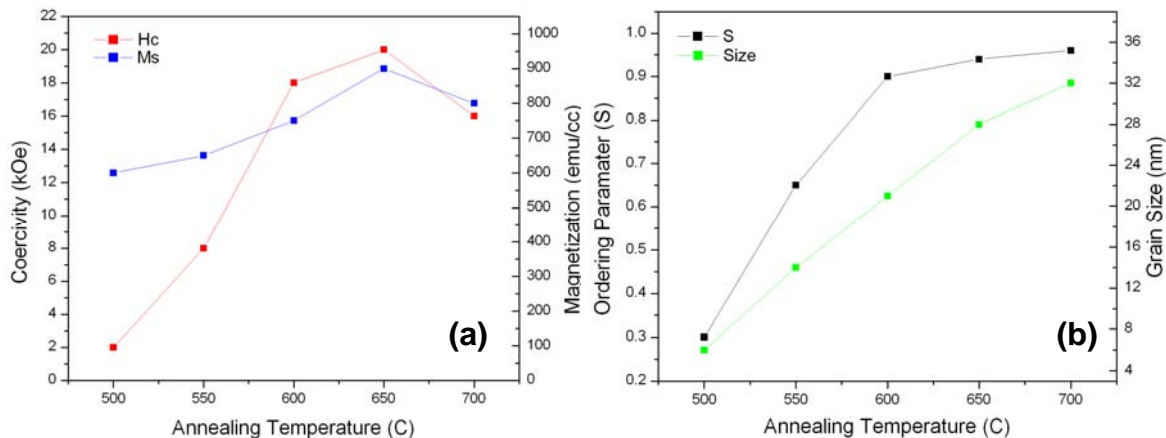 Hc
Ms
22
20
18
16
14
12
10
8
6
4
2
0
Coercivity (kOe)
1000
900
800
700
600
500
400
300
200
100
0
Magnetization (emu/cc)
500 550 600 650 700
Annealing Temperature (C)
(a)
S
Size
1.0
0.9
0.8
0.7
0.6
0.5
0.4
0.3
0.2
Ordering Paramater (S)
36
32
28
24
20
16
12
8
4
Grain Size (nm)
500 550 600 650 700
Annealing Temperature (C)
(b)